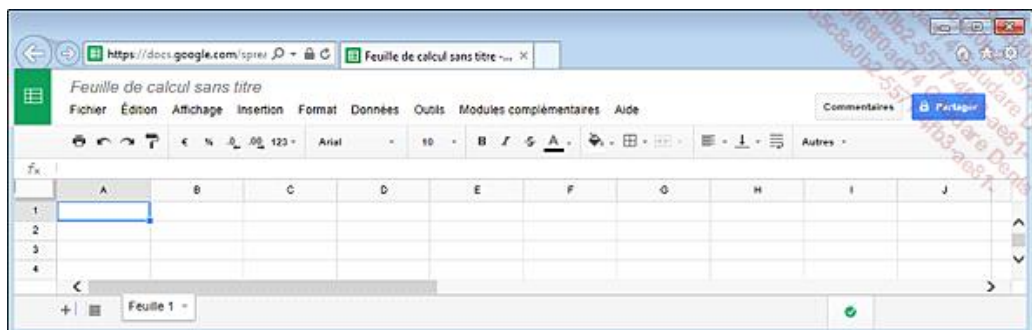 https://docs.google.com/spre
Feuille de calcul sans titre -...
Feuille de calcul sans titre
Fichier Édition Affichage Insertion Format Données Outils Modules complémentaires Aide
Commentaires
Partager
€ % .0 .00 123 Arial 10 B I S A Autres
fx
A B C D E F G H I J
1
2
3
4
Feuille 1